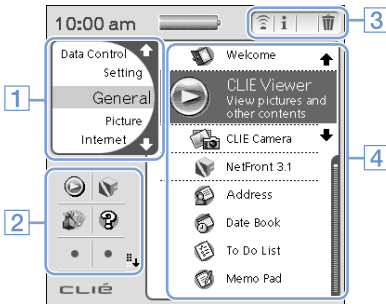 10:00 am
i
3
Data Control
Setting
General
Picture
Internet
1
Welcome
CLIE Viewer
View pictures and
other contents
CLIE Camera
NetFront 3.1
Address
Date Book
To Do List
Memo Pad
4
2
?
CLIÉ